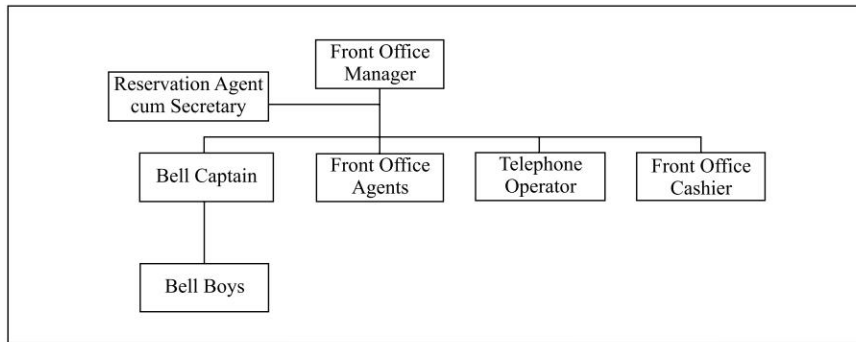 Front Office
Manager
Reservation Agent
cum Secretary
Bell Captain
Front Office
Agents
Telephone
Operator
Front Office
Cashier
Bell Boys